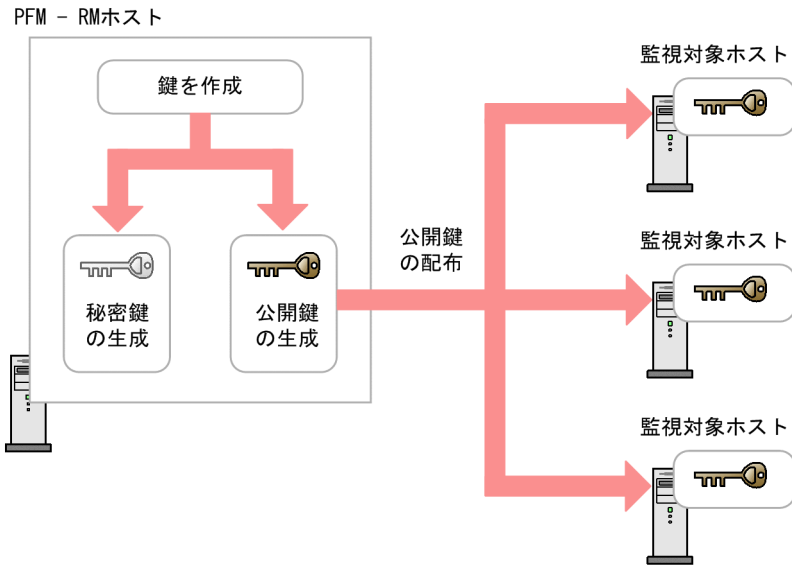 PFM － RMホスト
鍵を作成
秘密鍵
の生成
公開鍵
の生成
公開鍵
の配布
監視対象ホスト
監視対象ホスト
監視対象ホスト